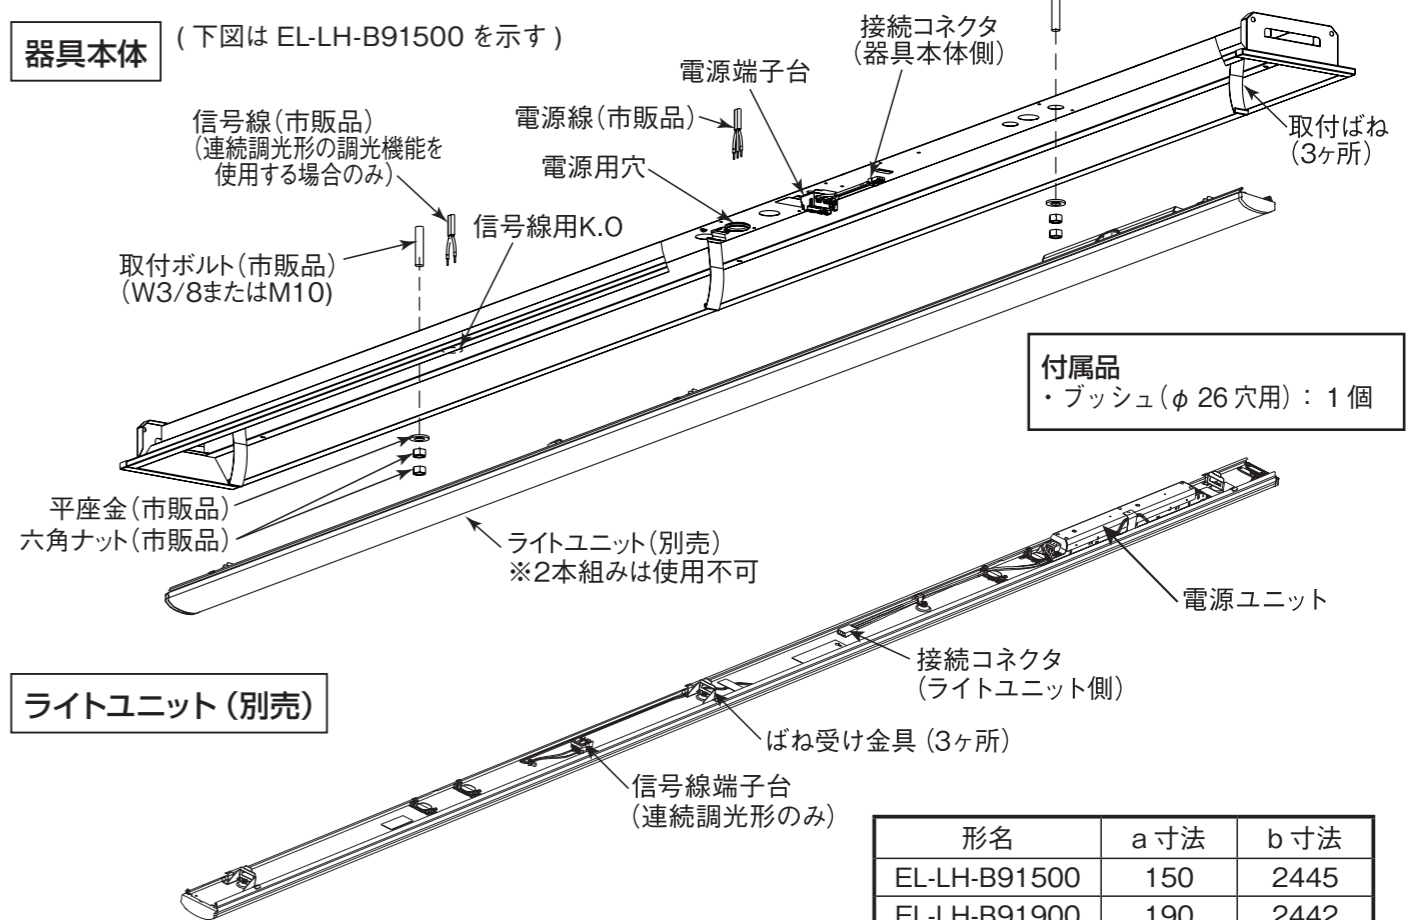 器具本体
( 下図は EL-LH-B91500 を示す )
接続コネクタ
(器具本体側)
電源端子台
信号線(市販品)
(連続調光形の調光機能を
使用する場合のみ)
電源線(市販品)
取付ばね
(3ヶ所)
電源用穴
信号線用K.O
取付ボルト(市販品)
(W3/8またはM10)
付属品
・ブッシュ(φ 26 穴用) : 1 個
平座金(市販品)
六角ナット(市販品)
ライトユニット(別売)
※2本組みは使用不可
電源ユニット
接続コネクタ
(ライトユニット側)
ライトユニット (別売)
ばね受け金具 (3ヶ所)
信号線端子台
(連続調光形のみ)
形名 a 寸法 b 寸法
EL-LH-B91500 150 2445
EL-LH-B91900 190 2442